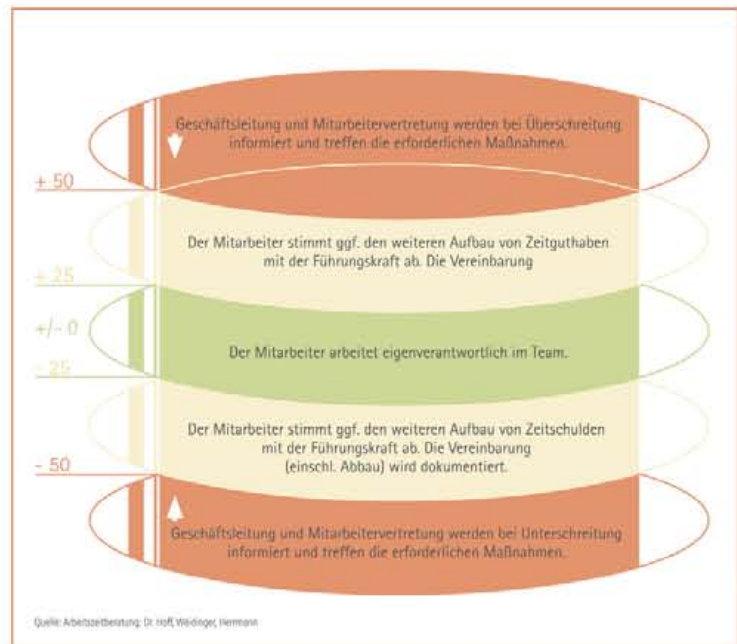 Geschäftsleitung und Mitarbeitervertretung werden bei Überschreitung
informiert und treffen die erforderlichen Maßnahmen.
+ 50
Der Mitarbeiter stimmt ggf. den weiteren Aufbau von Zeitguthaben
mit der Führungskraft ab. Die Vereinbarung
+ 25
+/- 0
Der Mitarbeiter arbeitet eigenverantwortlich im Team.
- 25
Der Mitarbeiter stimmt ggf. den weiteren Aufbau von Zeitschulden
mit der Führungskraft ab. Die Vereinbarung
(einschl. Abbau) wird dokumentiert.
- 50
Geschäftsleitung und Mitarbeitervertretung werden bei Unterschreitung
informiert und treffen die erforderlichen Maßnahmen.
Quelle: Arbeitszeitberatung: Dr. Hoff, Weidinger, Herrmann